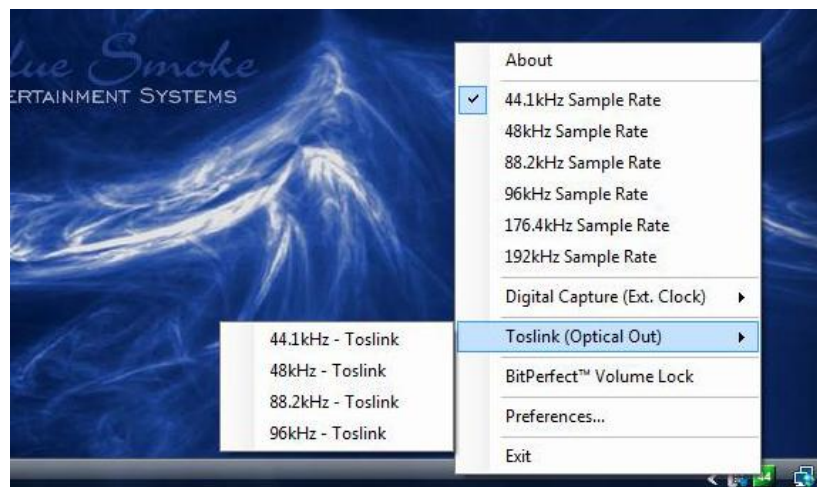 Smoke
ERTAINMENT SYSTEMS
About
44.1kHz Sample Rate
48kHz Sample Rate
88.2kHz Sample Rate
96kHz Sample Rate
176.4kHz Sample Rate
192kHz Sample Rate
Digital Capture (Ext. Clock)
Toslink (Optical Out)
BitPerfect™ Volume Lock
Preferences...
Exit
44.1kHz - Toslink
48kHz - Toslink
88.2kHz - Toslink
96kHz - Toslink